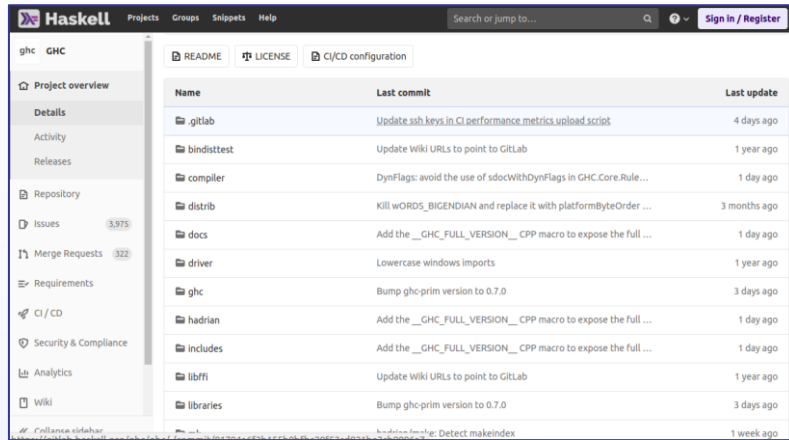 Haskell Projects Groups Snippets Help Search or jump to... Sign in / Register
ghc GHC
README LICENSE CI/CD configuration
Project overview
Name Last commit Last update
Details
.gitlab Update ssh keys in CI performance metrics upload script 4 days ago
Activity
bindisttest Update Wiki URLs to point to GitLab 1 year ago
Releases
compiler DynFlags: avoid the use of sdocWithDynFlags in GHC.Core.Rule... 1 day ago
Repository
distrib Kill wORDS_BIGENDIAN and replace it with platformByteOrder ... 3 months ago
Issues 3,975
docs Add the __GHC_FULL_VERSION__ CPP macro to expose the full ... 1 day ago
Merge Requests 322
driver Lowercase windows imports 1 year ago
Requirements
ghc Bump ghc-prim version to 0.7.0 3 days ago
CI / CD
hadrian Add the __GHC_FULL_VERSION__ CPP macro to expose the full ... 1 day ago
Security & Compliance
includes Add the __GHC_FULL_VERSION__ CPP macro to expose the full ... 1 day ago
Analytics
libffi Update Wiki URLs to point to GitLab 1 year ago
Wiki
libraries Bump ghc-prim version to 0.7.0 3 days ago
Collapse sidebar
hadrian/make: Detect makeindex 1 week ago